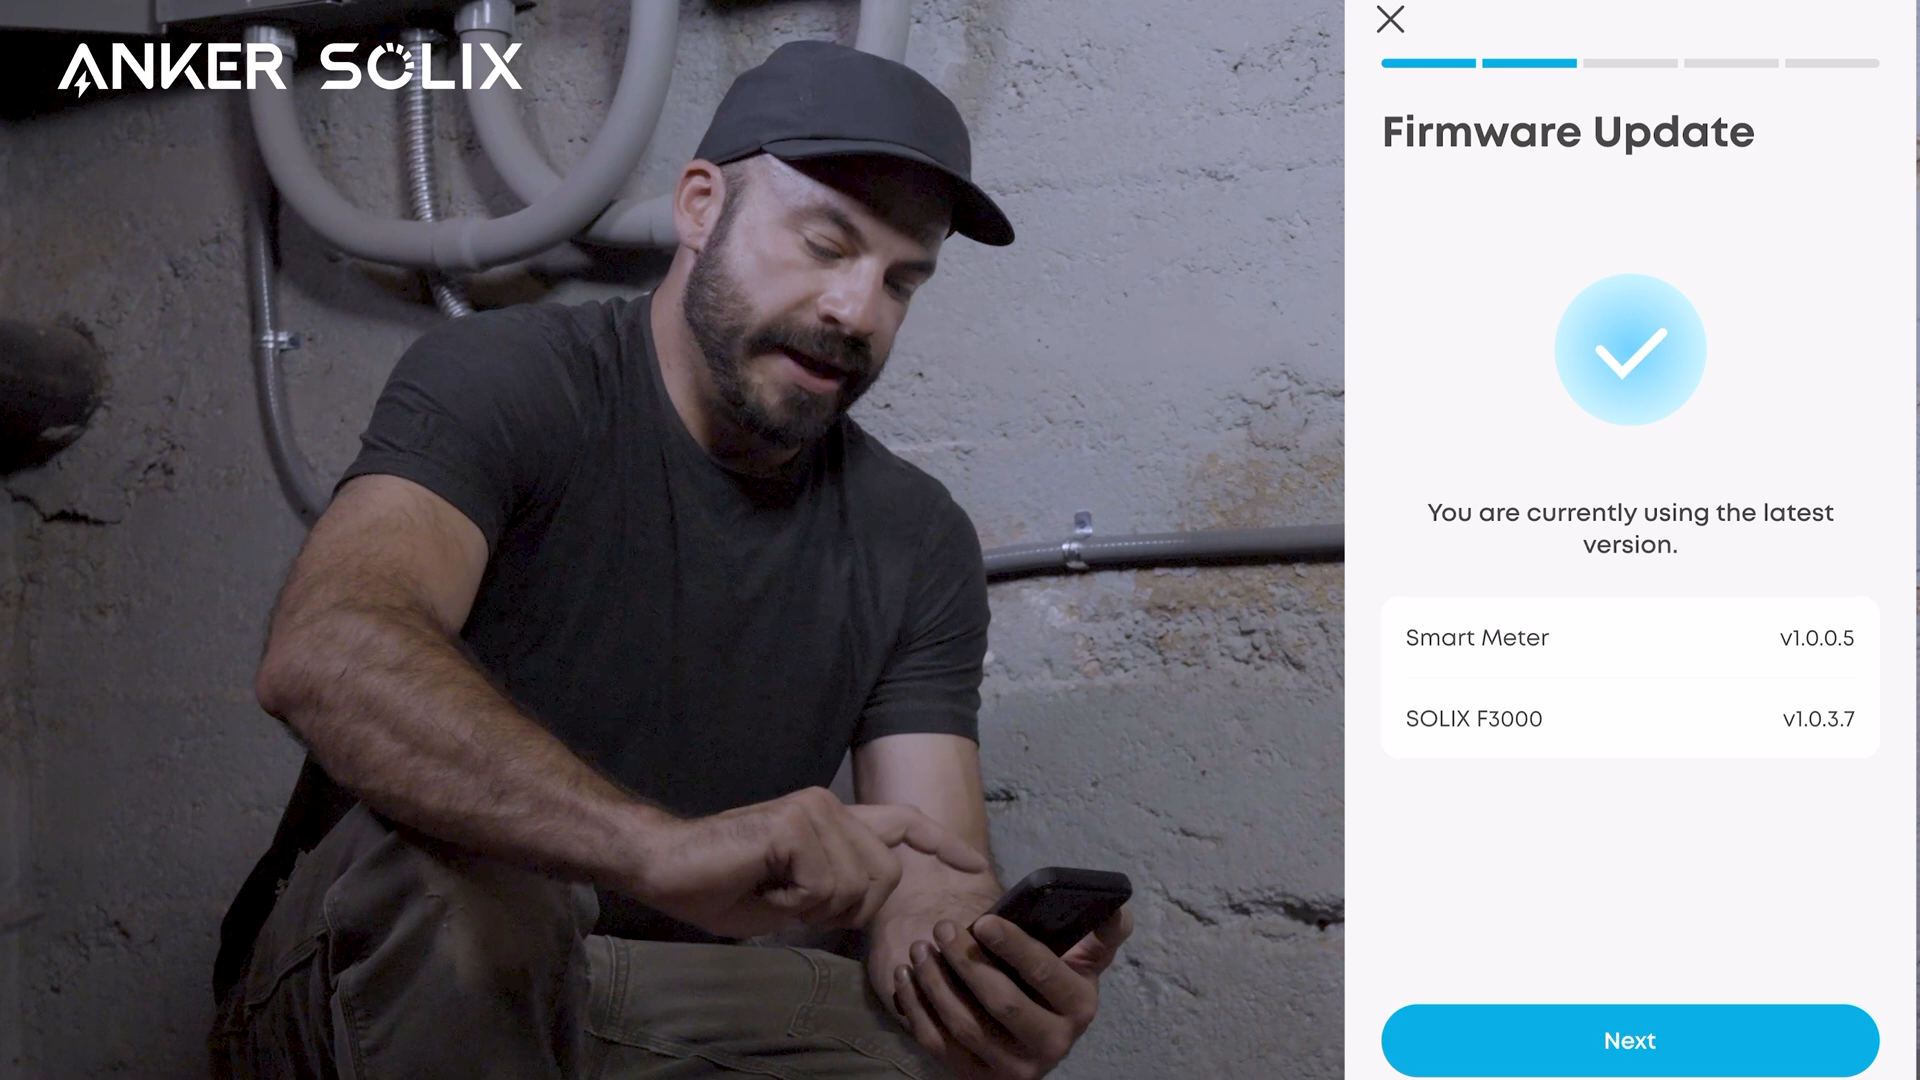 ANKER SOLIX
Firmware Update
You are currently using the latest
version.
Smart Meter v1.0.0.5
SOLIX F3000 v1.0.3.7
Next